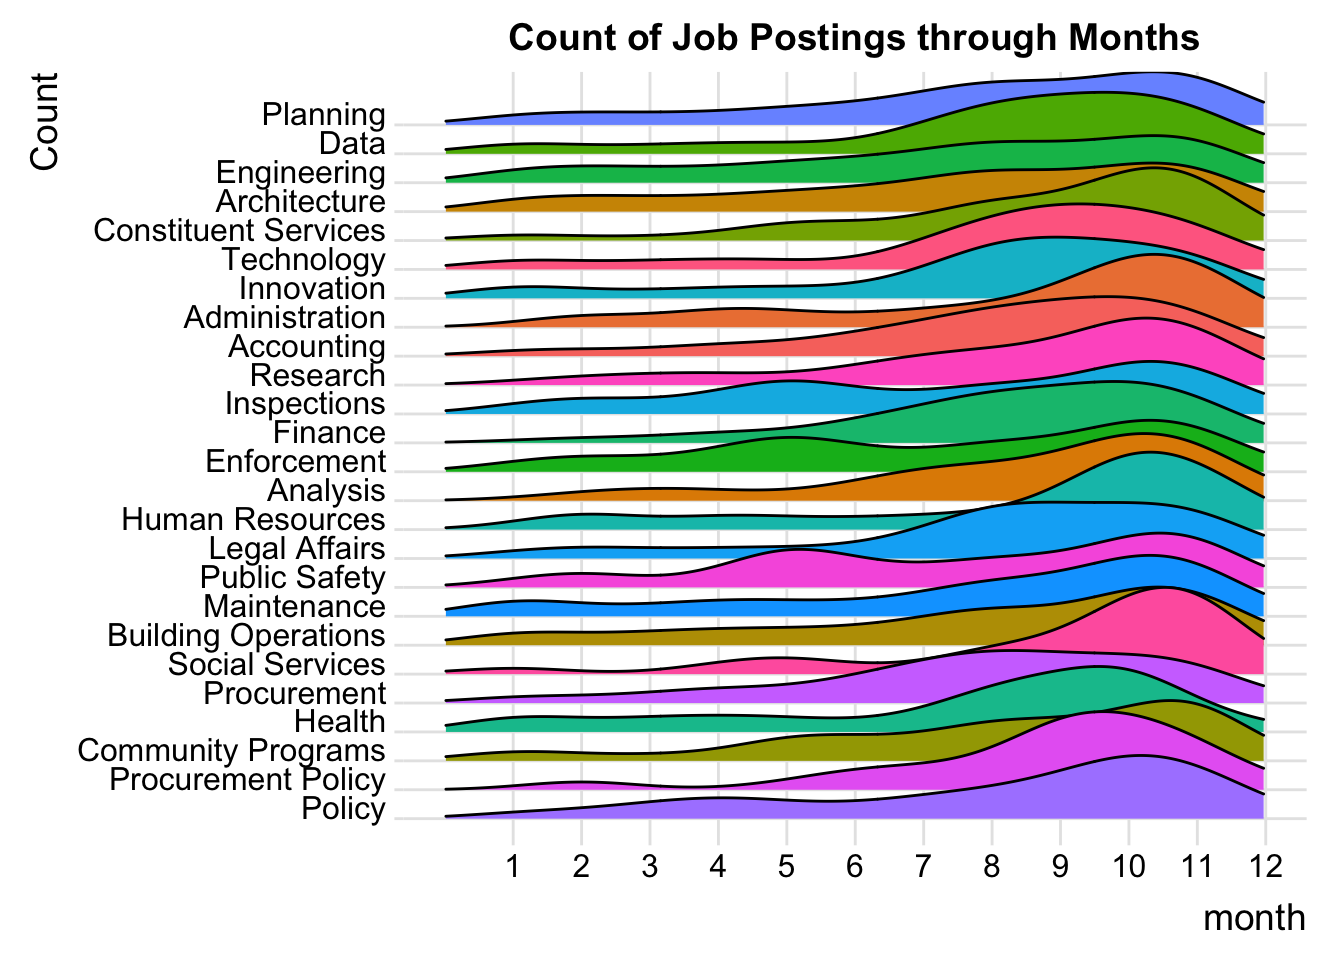 Count of Job Postings through Months
Count
Planning
Data
Engineering
Architecture
Constituent Services
Technology
Innovation
Administration
Accounting
Research
Inspections
Finance
Enforcement
Analysis
Human Resources
Legal Affairs
Public Safety
Maintenance
Building Operations
Social Services
Procurement
Health
Community Programs
Procurement Policy
Policy
1 2 3 4 5 6 7 8 9 10 11 12
month